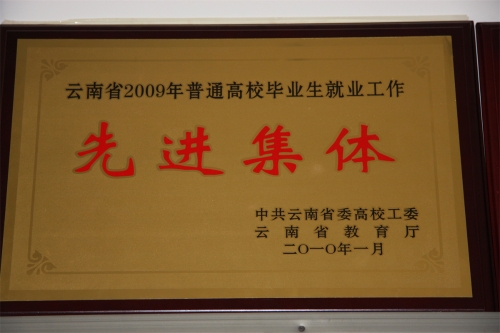 云南省2009年普通高校毕业生就业工作
先进集体
中共云南省委高校工委
云南省教育厅
二〇一〇年一月